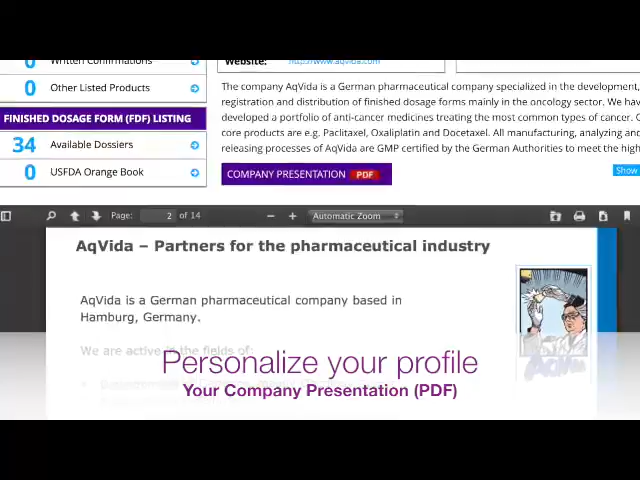 Written Confirmations
0 Other Listed Products
FINISHED DOSAGE FORM (FDF) LISTING
34 Available Dossiers
0 USFDA Orange Book
Website: http://www.aqvida.com
The company AqVida is a German pharmaceutical company specialized in the development,
registration and distribution of finished dosage forms mainly in the oncology sector. We hav
developed a portfolio of anti-cancer medicines treating the most common types of cancer. O
core products are e.g. Paclitaxel, Oxaliplatin and Docetaxel. All manufacturing, analyzing an
releasing processes of AqVida are GMP certified by the German Authorities to meet the high
COMPANY PRESENTATION PDF
Show
Page: 2 of 14 Automatic Zoom
AqVida – Partners for the pharmaceutical industry
AqVida is a German pharmaceutical company based in
Hamburg, Germany.
We are active in the fields of:
Personalize your profile
Your Company Presentation (PDF)